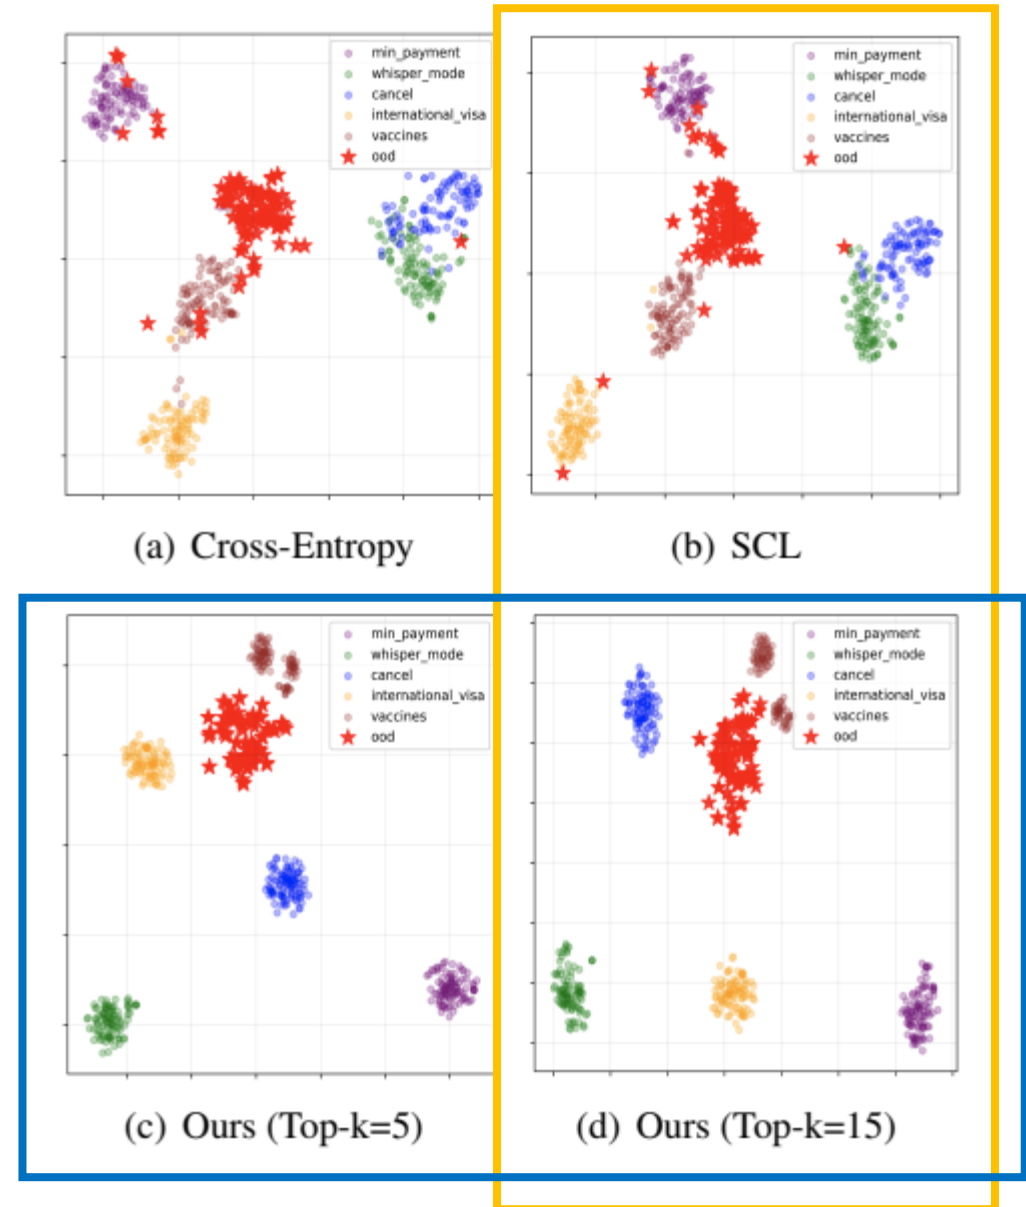 min_payment
whisper_mode
cancel
international_visa
vaccines
ood
(a) Cross-Entropy
min_payment
whisper_mode
cancel
international_visa
vaccines
ood
(b) SCL
min_payment
whisper_mode
cancel
international_visa
vaccines
ood
(c) Ours (Top-k=5)
min_payment
whisper_mode
cancel
international_visa
vaccines
ood
(d) Ours (Top-k=15)